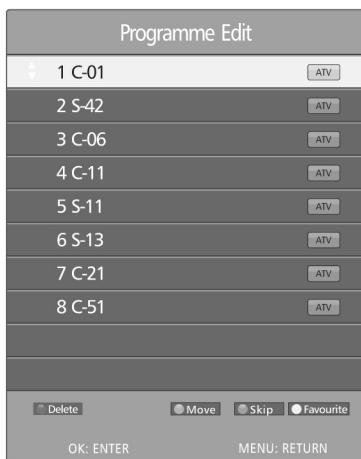 Programme Edit
1 C-01 ATV
2 S-42 ATV
3 C-06 ATV
4 C-11 ATV
5 S-11 ATV
6 S-13 ATV
7 C-21 ATV
8 C-51 ATV
Delete Move Skip Favourite
OK: ENTER MENU: RETURN